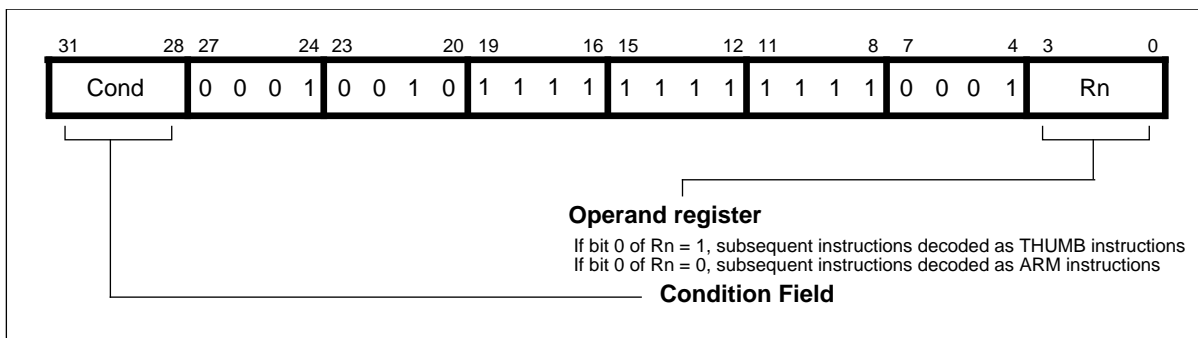 31 28 27 24 23 20 19 16 15 12 11 8 7 4 3 0
Cond 0 0 0 1 0 0 1 0 1 1 1 1 1 1 1 1 1 1 1 1 0 0 0 1 Rn
Operand register
If bit 0 of Rn = 1, subsequent instructions decoded as THUMB instructions
If bit 0 of Rn = 0, subsequent instructions decoded as ARM instructions
Condition Field